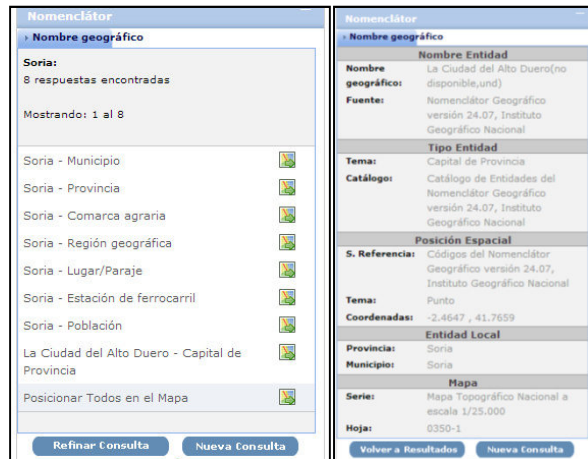 Nomenclátor
› Nombre geográfico
Soria:
8 respuestas encontradas
Mostrando: 1 al 8
Soria - Municipio
Soria - Provincia
Soria - Comarca agraria
Soria - Región geográfica
Soria - Lugar/Paraje
Soria - Estación de ferrocarril
Soria - Población
La Ciudad del Alto Duero - Capital de
Provincia
Posicionar Todos en el Mapa
Refinar Consulta Nueva Consulta
Nomenclátor
› Nombre geográfico
Nombre Entidad
Nombre La Ciudad del Alto Duero(no
geográfico: disponible,und)
Fuente: Nomenclátor Geográfico
versión 24.07, Instituto
Geográfico Nacional
Tipo Entidad
Tema: Capital de Provincia
Catálogo: Catálogo de Entidades del
Nomenclátor Geográfico
versión 24.07, Instituto
Geográfico Nacional
Posición Espacial
S. Referencia: Códigos del Nomenclátor
Geográfico versión 24.07,
Instituto Geográfico Nacional
Tema: Punto
Coordenadas: -2.4647 , 41.7659
Entidad Local
Provincia: Soria
Municipio: Soria
Mapa
Serie: Mapa Topográfico Nacional a
escala 1/25.000
Hoja: 0350-1
Volver a Resultados Nueva Consulta